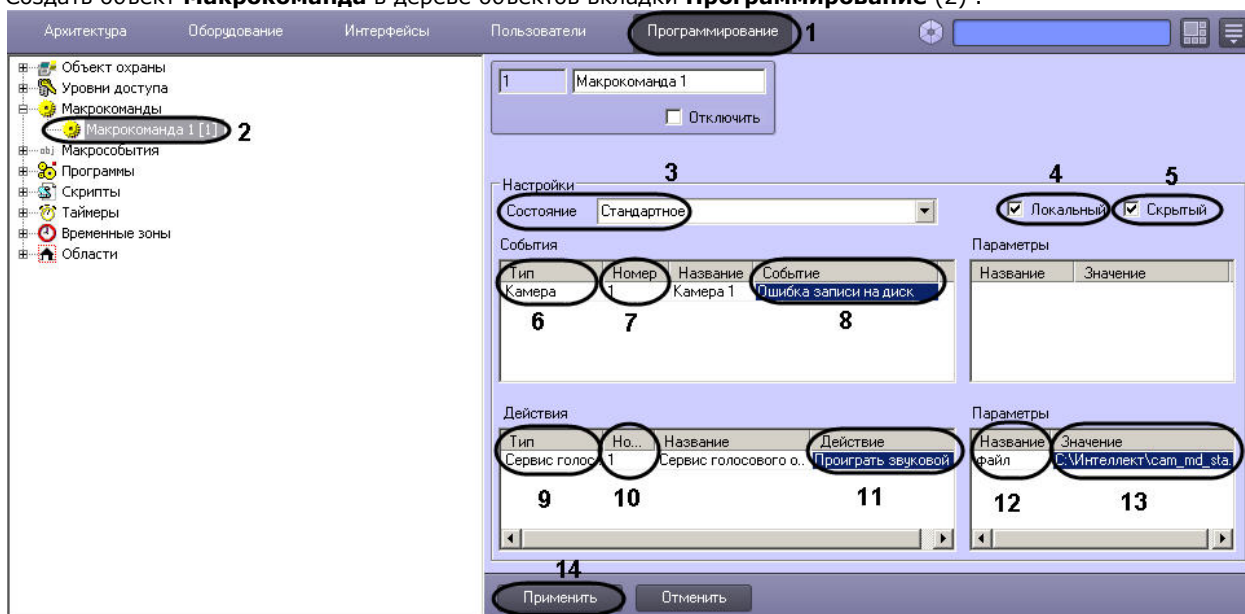 Создать объект Макрокоманда в дереве объектов вкладки Программирование (2) .
Архитектура Оборудование Интерфейсы Пользователи Программирование 1
Объект охраны
Уровни доступа
Макрокоманды
Макрокоманда 1 [1] 2
obj Макрособытия
Программы
Скрипты
Таймеры
Временные зоны
Области
1 Макрокоманда 1
Отключить
3 4 5
Настройки
Состояние Стандартное Локальный Скрытый
События Параметры
Тип Номер Название Событие Название Значение
Камера 1 Камера 1 Ошибка записи на диск
6 7 8
Действия Параметры
Тип Но... Название Действие Название Значение
Сервис голос 1 Сервис голосового о.. Проиграть звуковой файл C:\Интеллект\cam_md_sta.
9 10 11 12 13
14
Применить Отменить